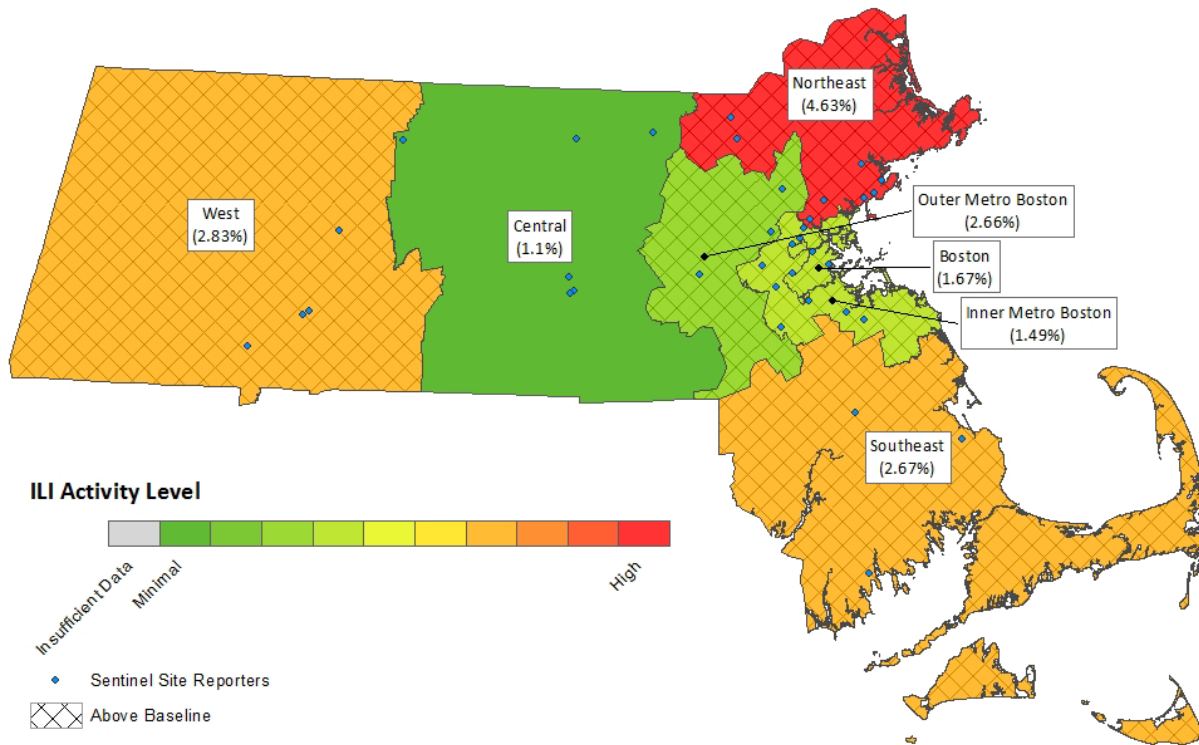 Northeast
(4.63%)
Outer Metro Boston
(2.66%)
West
(2.83%)
Central
(1.1%)
Boston
(1.67%)
Inner Metro Boston
(1.49%)
Southeast
(2.67%)
ILI Activity Level
Insufficient Data
Minimal
High
Sentinel Site Reporters
Above Baseline